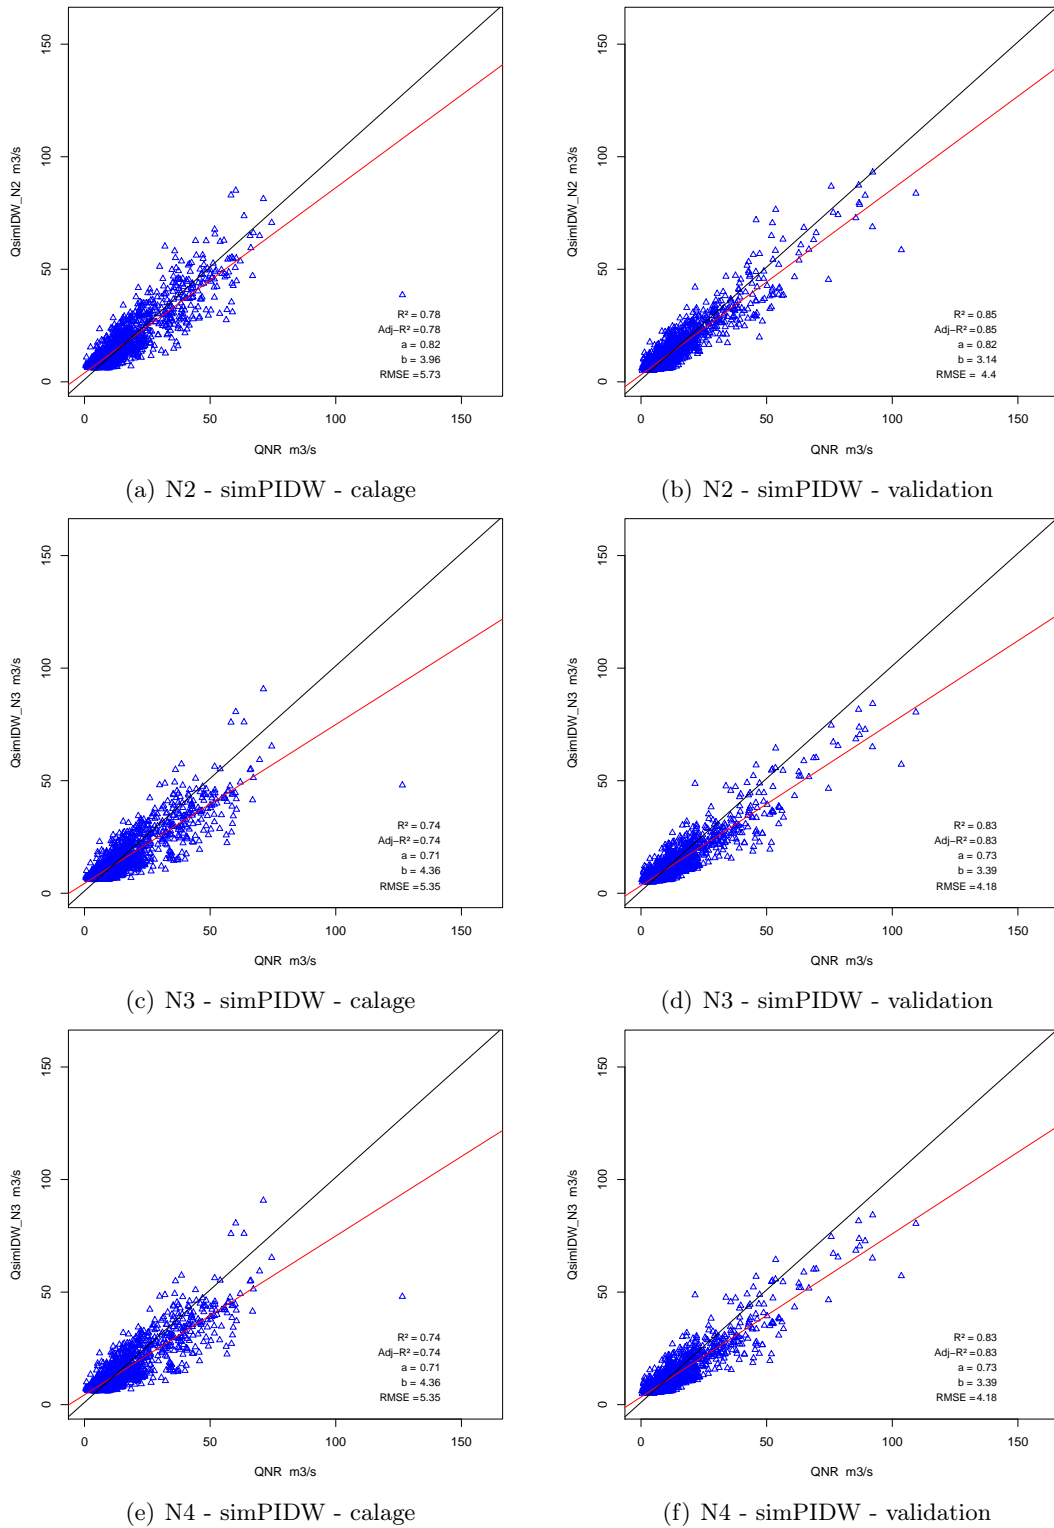 150
100
50
0
QsimIDW_N2 m3/s
R² = 0.78
Adj−R² = 0.78
a = 0.82
b = 3.96
RMSE = 5.73
0 50 100 150
QNR m3/s
(a) N2 - simPIDW - calage
150
100
50
0
QsimIDW_N2 m3/s
R² = 0.85
Adj−R² = 0.85
a = 0.82
b = 3.14
RMSE = 4.4
0 50 100 150
QNR m3/s
(b) N2 - simPIDW - validation
150
100
50
0
QsimIDW_N3 m3/s
R² = 0.74
Adj−R² = 0.74
a = 0.71
b = 4.36
RMSE = 5.35
0 50 100 150
QNR m3/s
(c) N3 - simPIDW - calage
150
100
50
0
QsimIDW_N3 m3/s
R² = 0.83
Adj−R² = 0.83
a = 0.73
b = 3.39
RMSE = 4.18
0 50 100 150
QNR m3/s
(d) N3 - simPIDW - validation
150
100
50
0
QsimIDW_N3 m3/s
R² = 0.74
Adj−R² = 0.74
a = 0.71
b = 4.36
RMSE = 5.35
0 50 100 150
QNR m3/s
(e) N4 - simPIDW - calage
150
100
50
0
QsimIDW_N3 m3/s
R² = 0.83
Adj−R² = 0.83
a = 0.73
b = 3.39
RMSE = 4.18
0 50 100 150
QNR m3/s
(f) N4 - simPIDW - validation